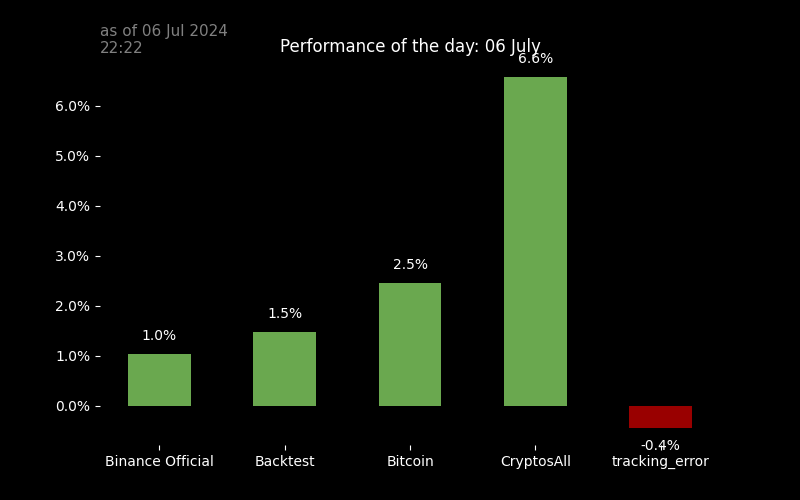 as of 06 Jul 2024
22:22
Performance of the day: 06 July
6.6%
6.0%
5.0%
4.0%
3.0%
2.5%
2.0%
1.5%
1.0%
1.0%
0.0%
-0.4%
Binance Official
Backtest
Bitcoin
CryptosAll
tracking_error